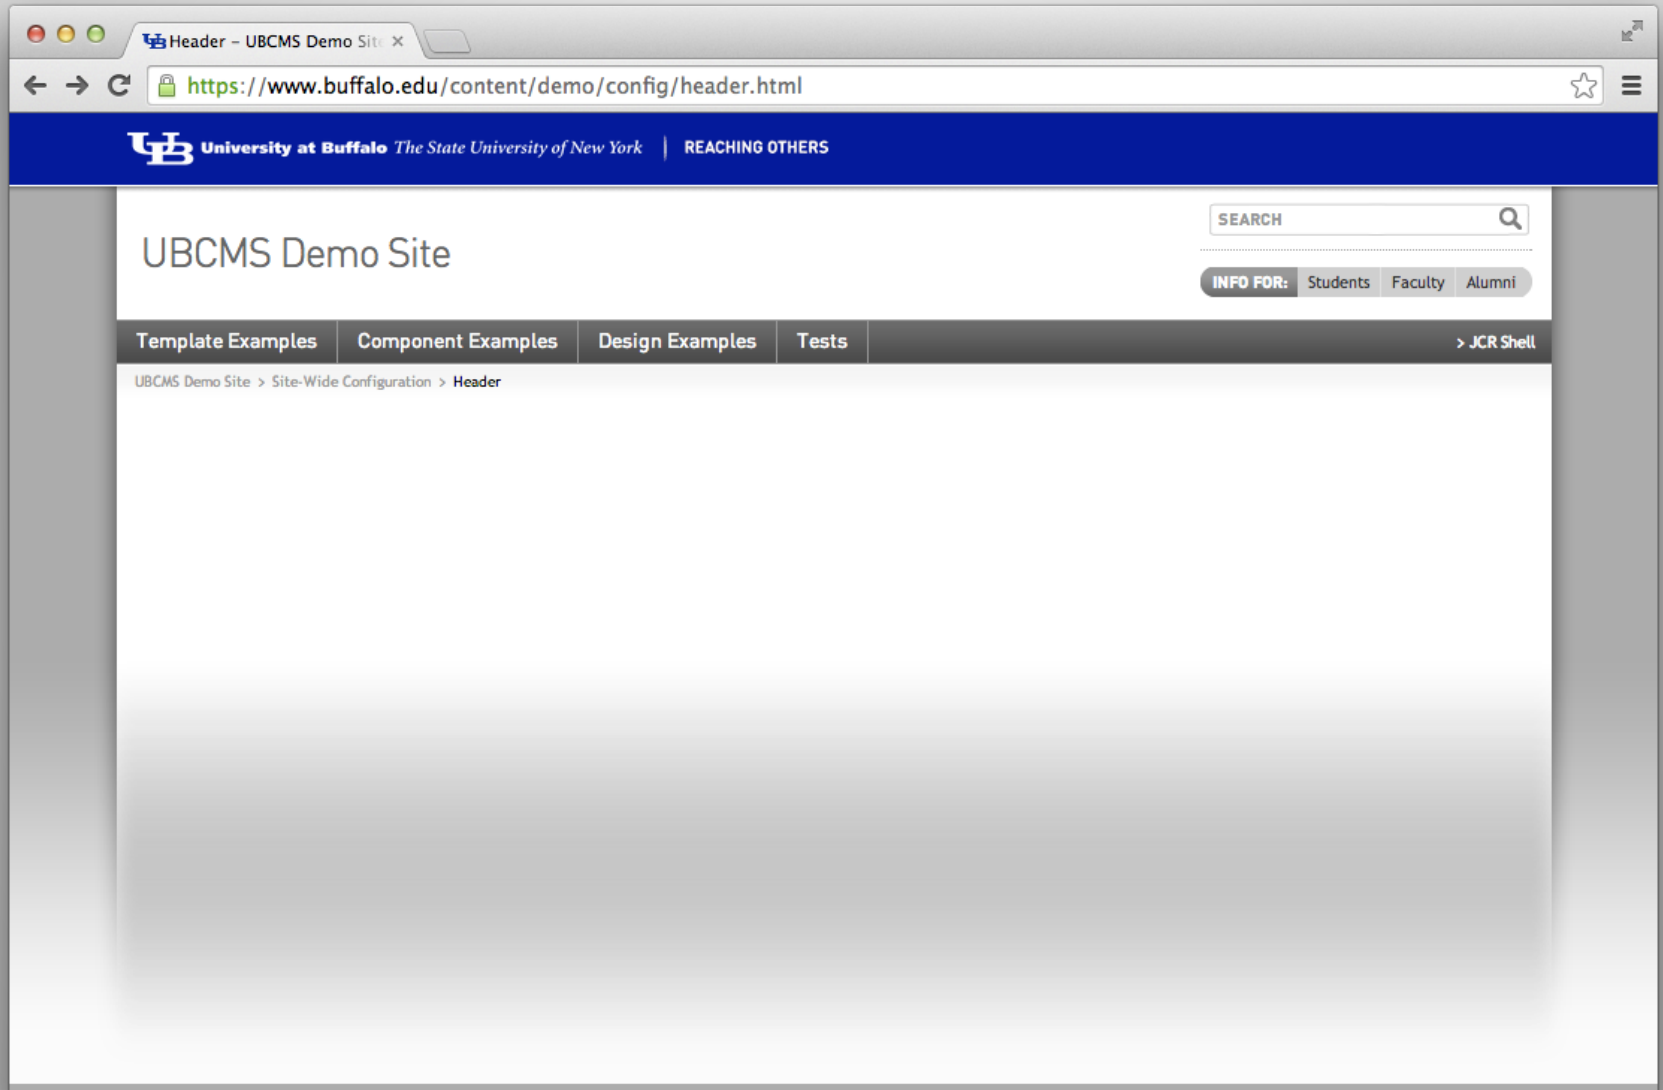 Header – UBCMS Demo Site
https://www.buffalo.edu/content/demo/config/header.html
UB University at Buffalo The State University of New York | REACHING OTHERS
SEARCH
UBCMS Demo Site
INFO FOR: Students Faculty Alumni
Template Examples Component Examples Design Examples Tests > JCR Shell
UBCMS Demo Site > Site-Wide Configuration > Header